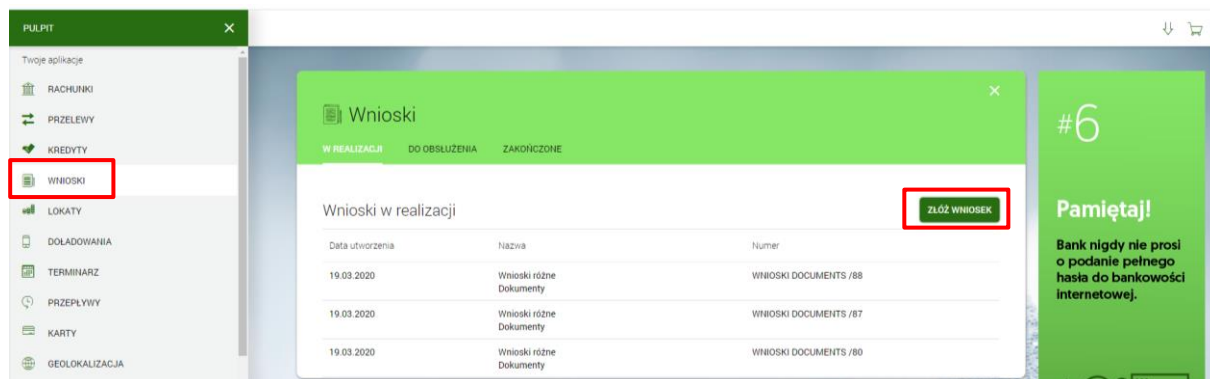 PULPIT
Twoje aplikacje
RACHUNKI
PRZELEWY
KREDYTY
WNIOSKI
LOKATY
DOŁADOWANIA
TERMINARZ
PRZEPŁYWY
KARTY
GEOLOKALIZACJA
Wnioski
W REALIZACJI DO OBSŁUŻENIA ZAKOŃCZONE
Wnioski w realizacji ZŁÓŻ WNIOSEK
Data utworzenia Nazwa Numer
19.03.2020 Wnioski różne WNIOSKI DOCUMENTS /88
Dokumenty
19.03.2020 Wnioski różne WNIOSKI DOCUMENTS /87
Dokumenty
19.03.2020 Wnioski różne WNIOSKI DOCUMENTS /80
Dokumenty
#6
Pamiętaj!
Bank nigdy nie prosi
o podanie pełnego
hasła do bankowości
internetowej.